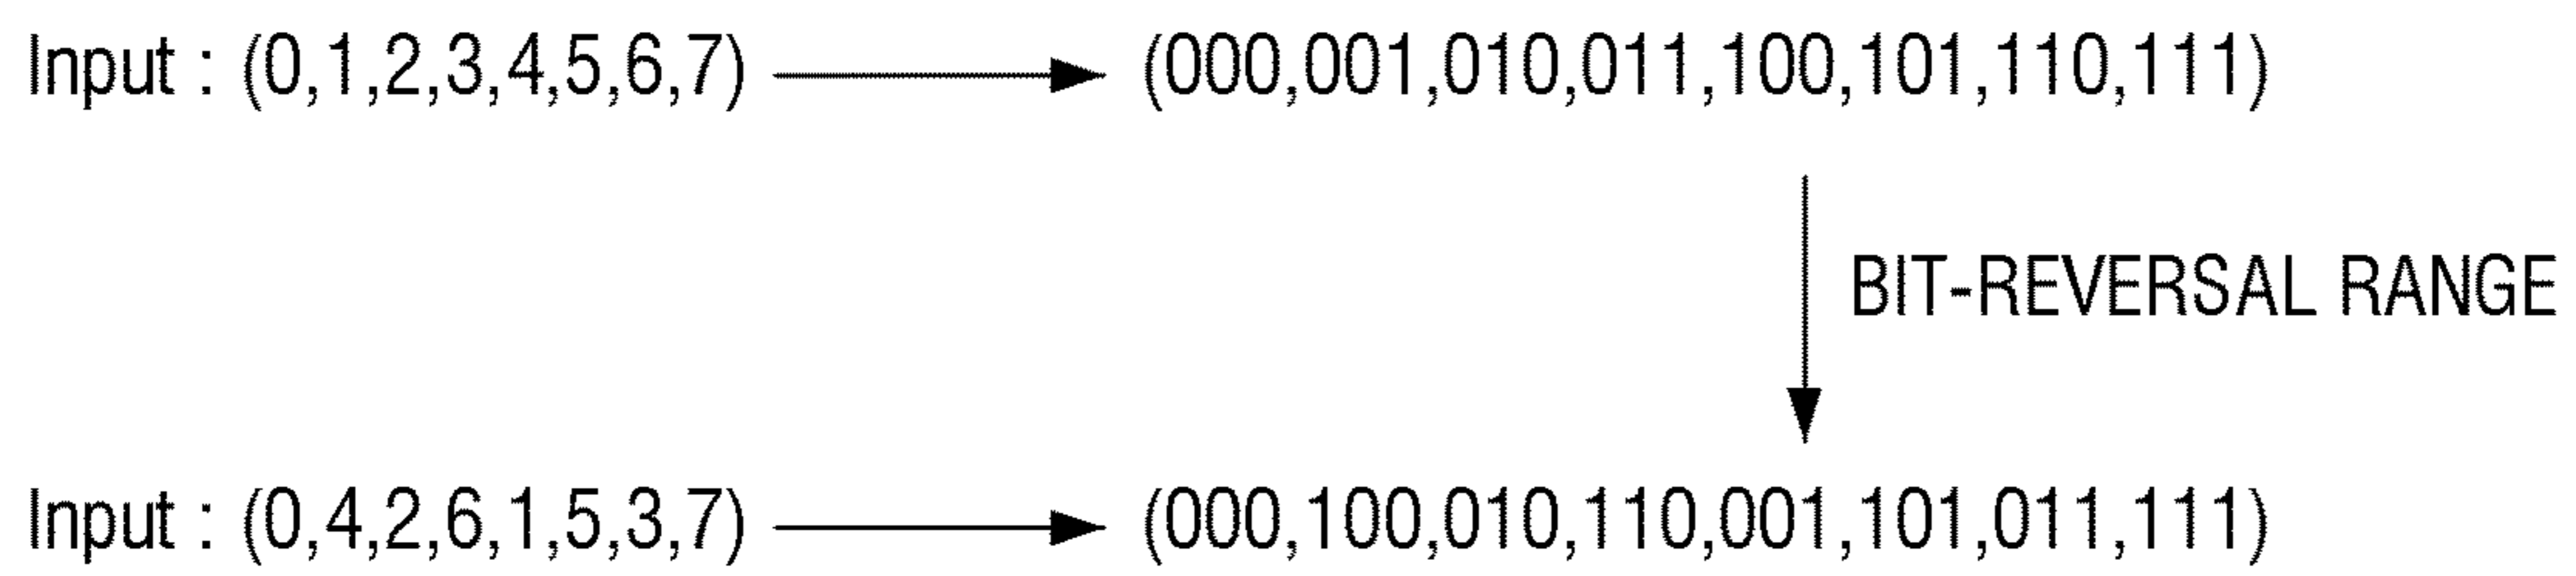 Input : (0,1,2,3,4,5,6,7) (000,001,010,011,100,101,110,111)
BIT-REVERSAL RANGE
Input : (0,4,2,6,1,5,3,7) (000,100,010,110,001,101,011,111)